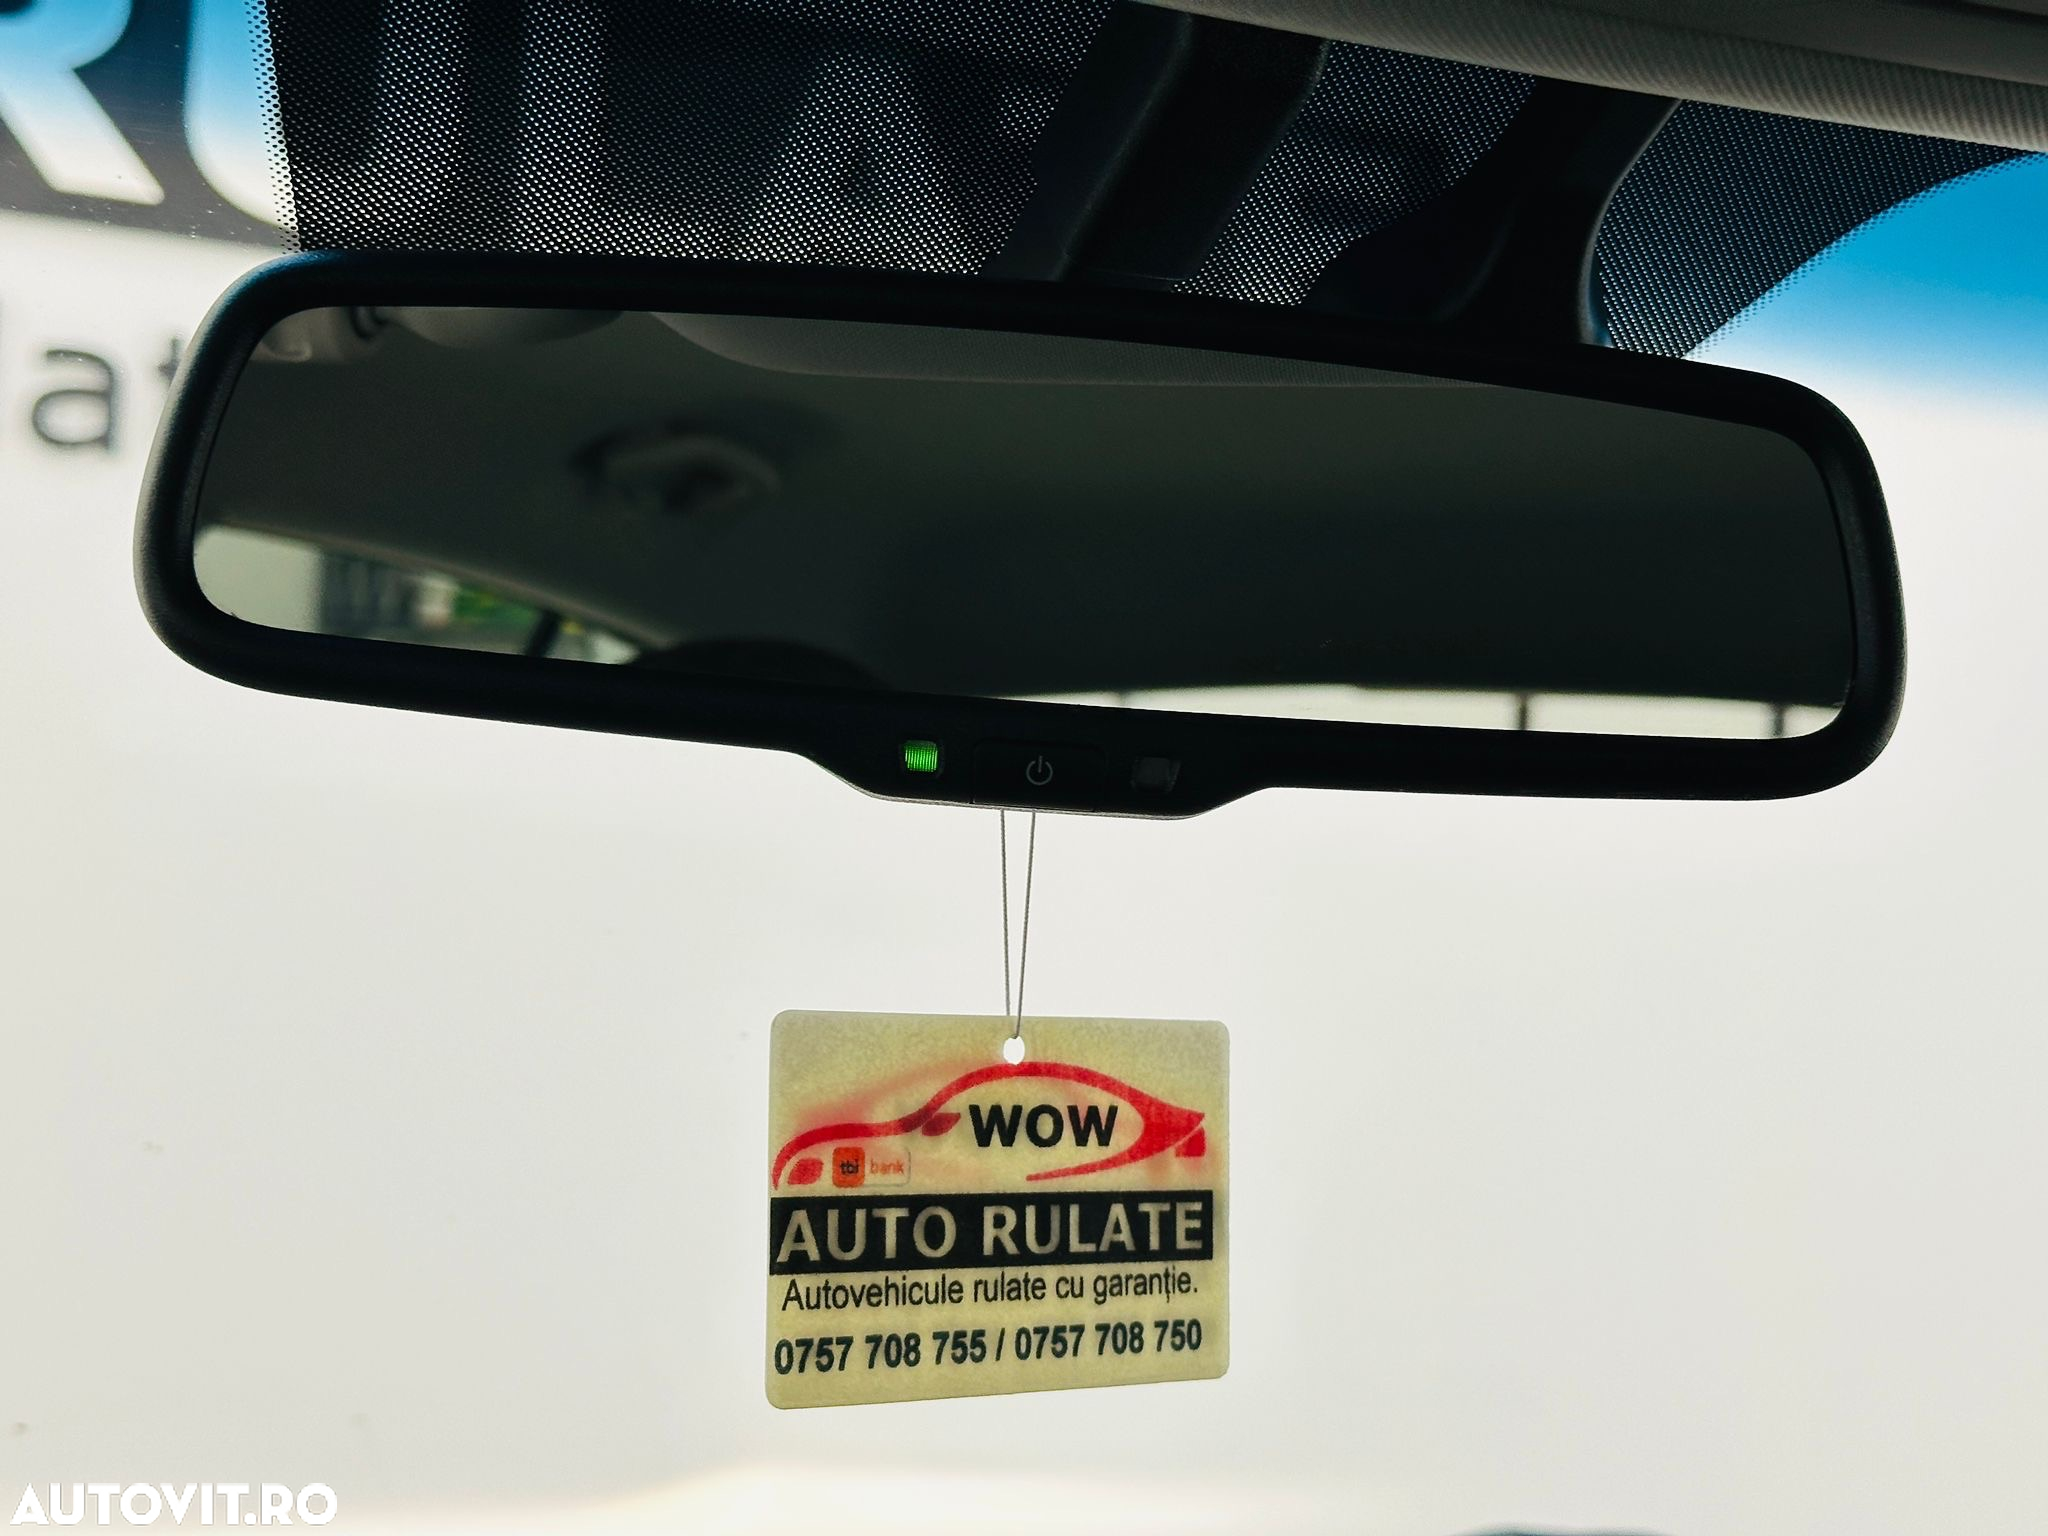 WOW
tbi bank
AUTO RULATE
Autovehicule rulate cu garanție.
0757 708 755 / 0757 708 750
AUTOVIT.RO